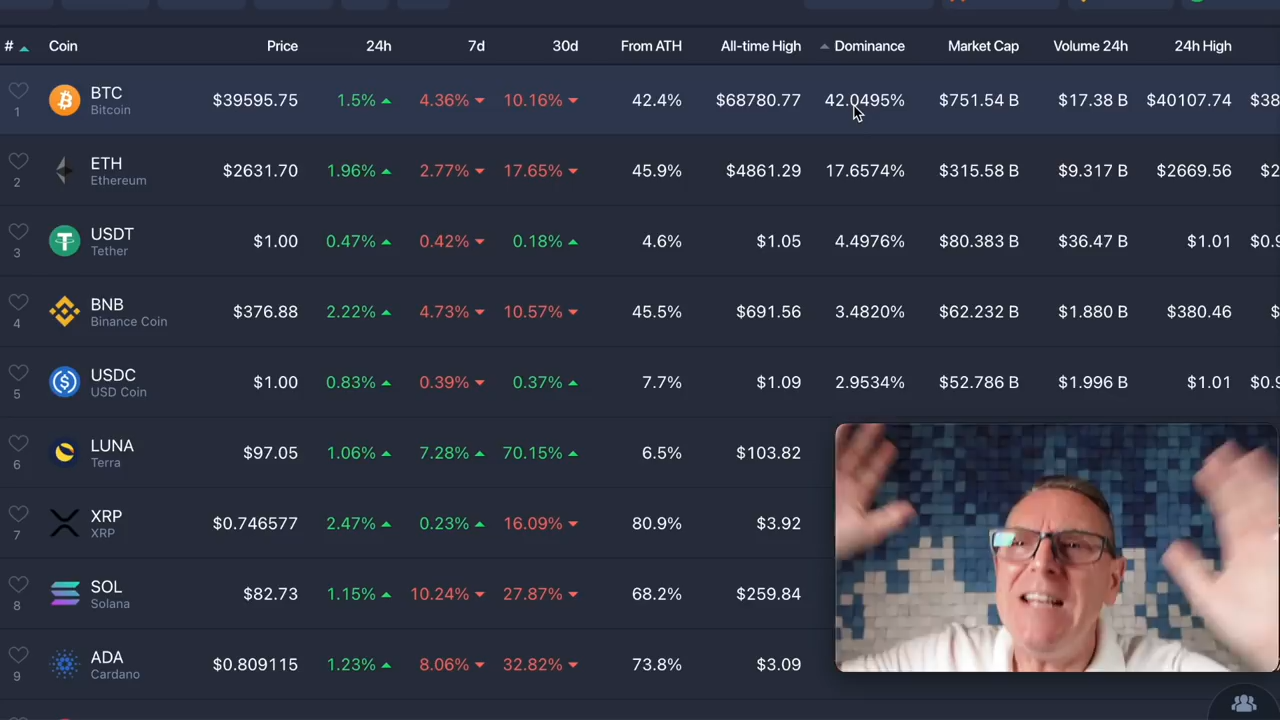 # Coin Price 24h 7d 30d From ATH All-time High Dominance Market Cap Volume 24h 24h High
1 BTC Bitcoin $39595.75 1.5% 4.36% 10.16% 42.4% $68780.77 42.0495% $751.54 B $17.38 B $40107.74 $38
2 ETH Ethereum $2631.70 1.96% 2.77% 17.65% 45.9% $4861.29 17.6574% $315.58 B $9.317 B $2669.56 $2
3 USDT Tether $1.00 0.47% 0.42% 0.18% 4.6% $1.05 4.4976% $80.383 B $36.47 B $1.01 $0.9
4 BNB Binance Coin $376.88 2.22% 4.73% 10.57% 45.5% $691.56 3.4820% $62.232 B $1.880 B $380.46 $
5 USDC USD Coin $1.00 0.83% 0.39% 0.37% 7.7% $1.09 2.9534% $52.786 B $1.996 B $1.01 $0.9
6 LUNA Terra $97.05 1.06% 7.28% 70.15% 6.5% $103.82
7 XRP XRP $0.746577 2.47% 0.23% 16.09% 80.9% $3.92
8 SOL Solana $82.73 1.15% 10.24% 27.87% 68.2% $259.84
9 ADA Cardano $0.809115 1.23% 8.06% 32.82% 73.8% $3.09